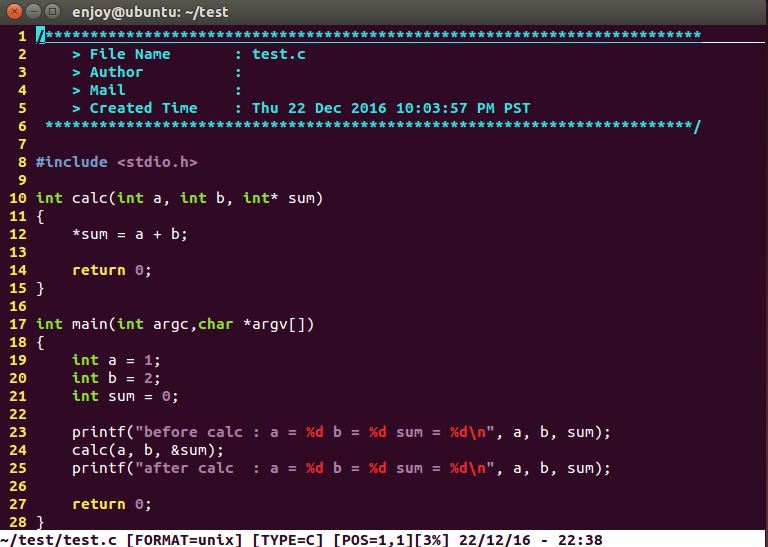 enjoy@ubuntu: ~/test
1 /*************************************************************************
2     > File Name       : test.c
3     > Author          :
4     > Mail            :
5     > Created Time    : Thu 22 Dec 2016 10:03:57 PM PST
6  ************************************************************************/
7
8 #include <stdio.h>
9
10 int calc(int a, int b, int* sum)
11 {
12     *sum = a + b;
13
14     return 0;
15 }
16
17 int main(int argc,char *argv[])
18 {
19     int a = 1;
20     int b = 2;
21     int sum = 0;
22
23     printf("before calc : a = %d b = %d sum = %d\n", a, b, sum);
24     calc(a, b, &sum);
25     printf("after calc  : a = %d b = %d sum = %d\n", a, b, sum);
26
27     return 0;
28 }
~/test/test.c [FORMAT=unix] [TYPE=C] [POS=1,1][3%] 22/12/16 - 22:38